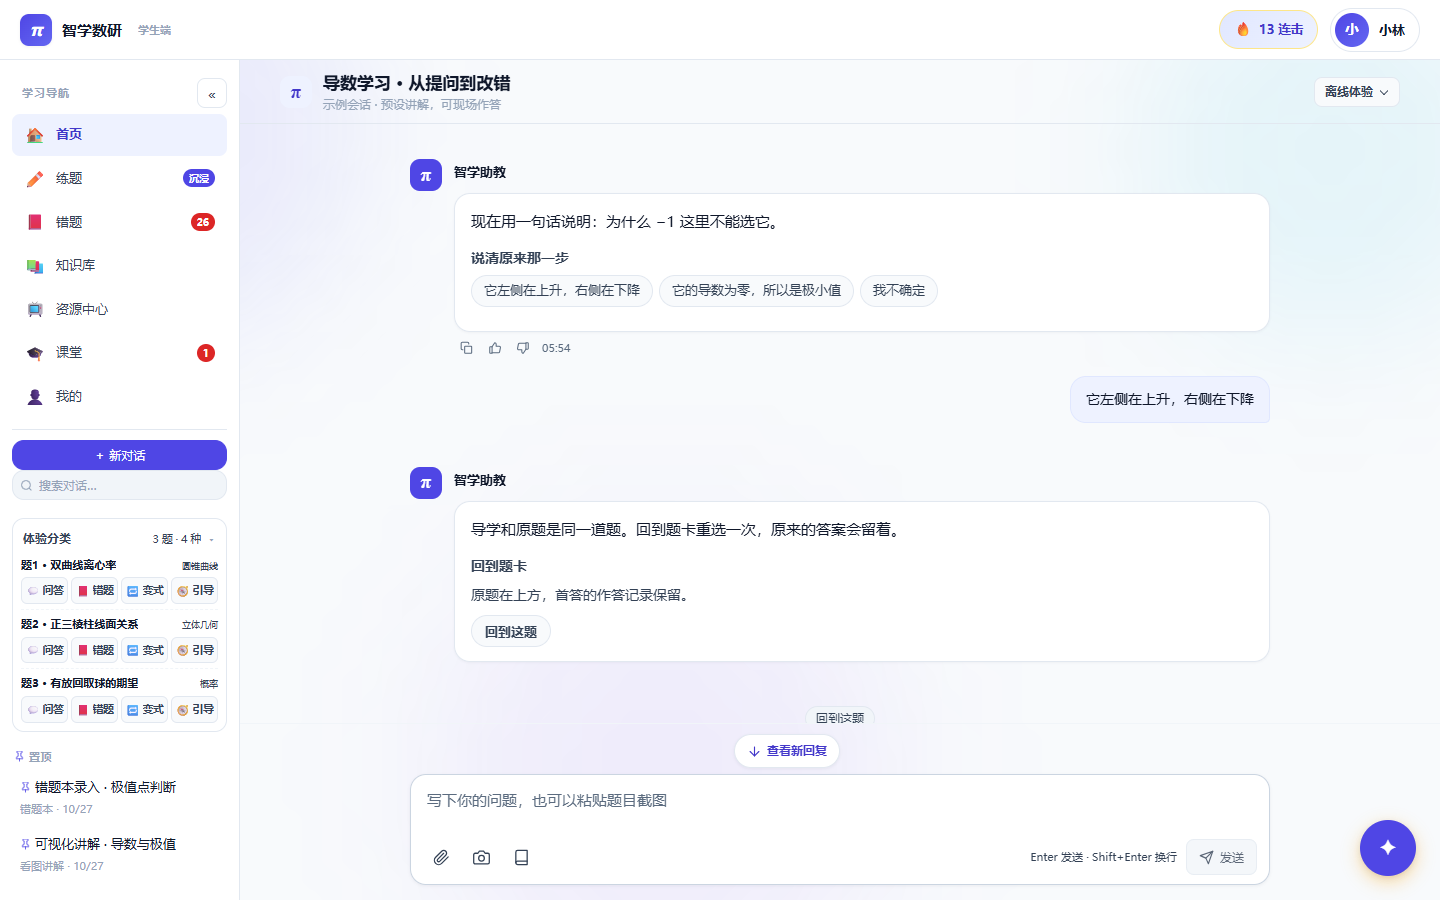 π 智学数研 学生端
13 连击
小 小林
学习导航 «
首页
练题 沉浸
错题 26
知识库
资源中心
课堂 1
我的
+ 新对话
搜索对话...
体验分类 3 题 · 4 种
题1 • 双曲线离心率 圆锥曲线
问答 错题 变式 引导
题2 • 正三棱柱线面关系 立体几何
问答 错题 变式 引导
题3 • 有放回取球的期望 概率
问答 错题 变式 引导
置顶
错题本录入 · 极值点判断
错题本 · 10/27
可视化讲解 · 导数与极值
看图讲解 · 10/27
π 导数学习 • 从提问到改错
示例会话 · 预设讲解，可现场作答
离线体验
π 智学助教
现在用一句话说明：为什么 −1 这里不能选它。
说清原来那一步
它左侧在上升，右侧在下降 它的导数为零，所以是极小值 我不确定
05:54
它左侧在上升，右侧在下降
π 智学助教
导学和原题是同一道题。回到题卡重选一次，原来的答案会留着。
回到题卡
原题在上方，首答的作答记录保留。
回到这题
回到这题
查看新回复
写下你的问题，也可以粘贴题目截图
Enter 发送 · Shift+Enter 换行 发送